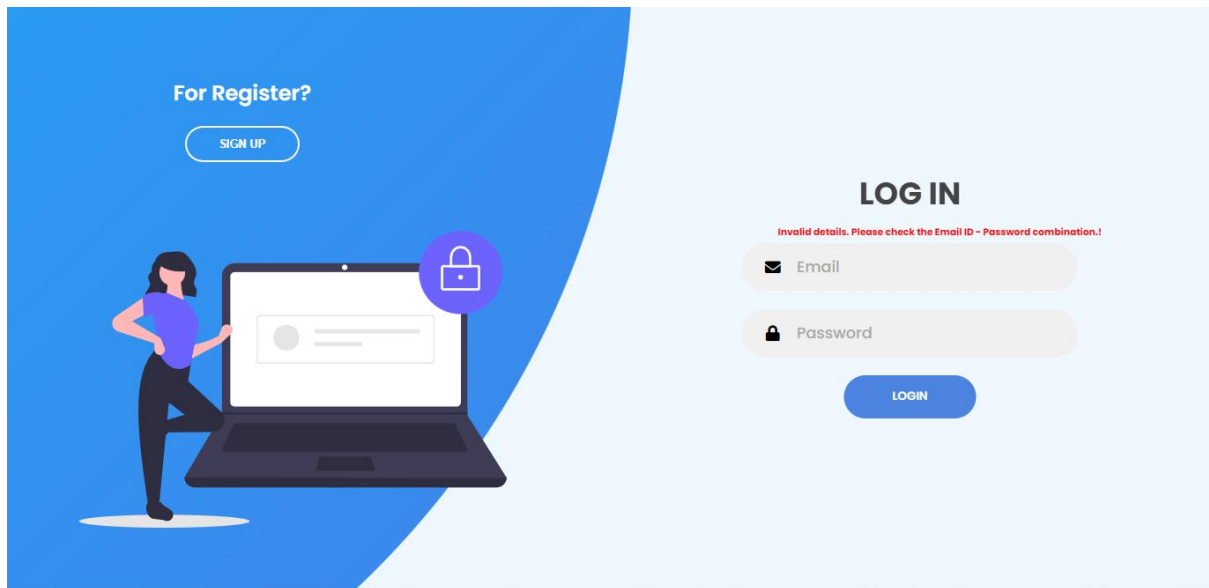 For Register?
SIGN UP
LOG IN
Invalid details. Please check the Email ID - Password combination.!
Email
Password
LOGIN